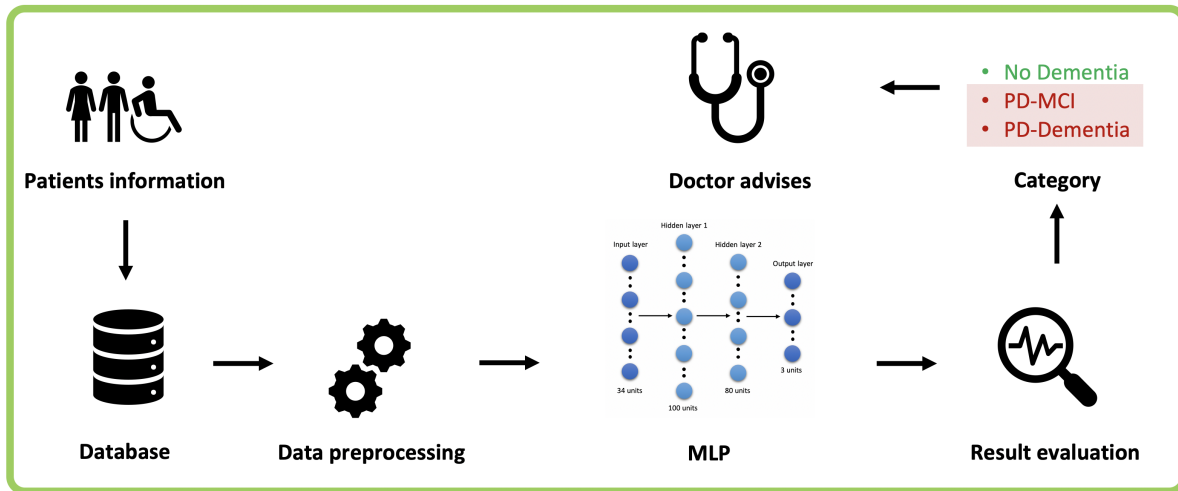 Patients information
Database
Data preprocessing
Input layer
34 units
Hidden layer 1
100 units
Hidden layer 2
80 units
Output layer
3 units
MLP
Result evaluation
• No Dementia
• PD-MCI
• PD-Dementia
Category
Doctor advises